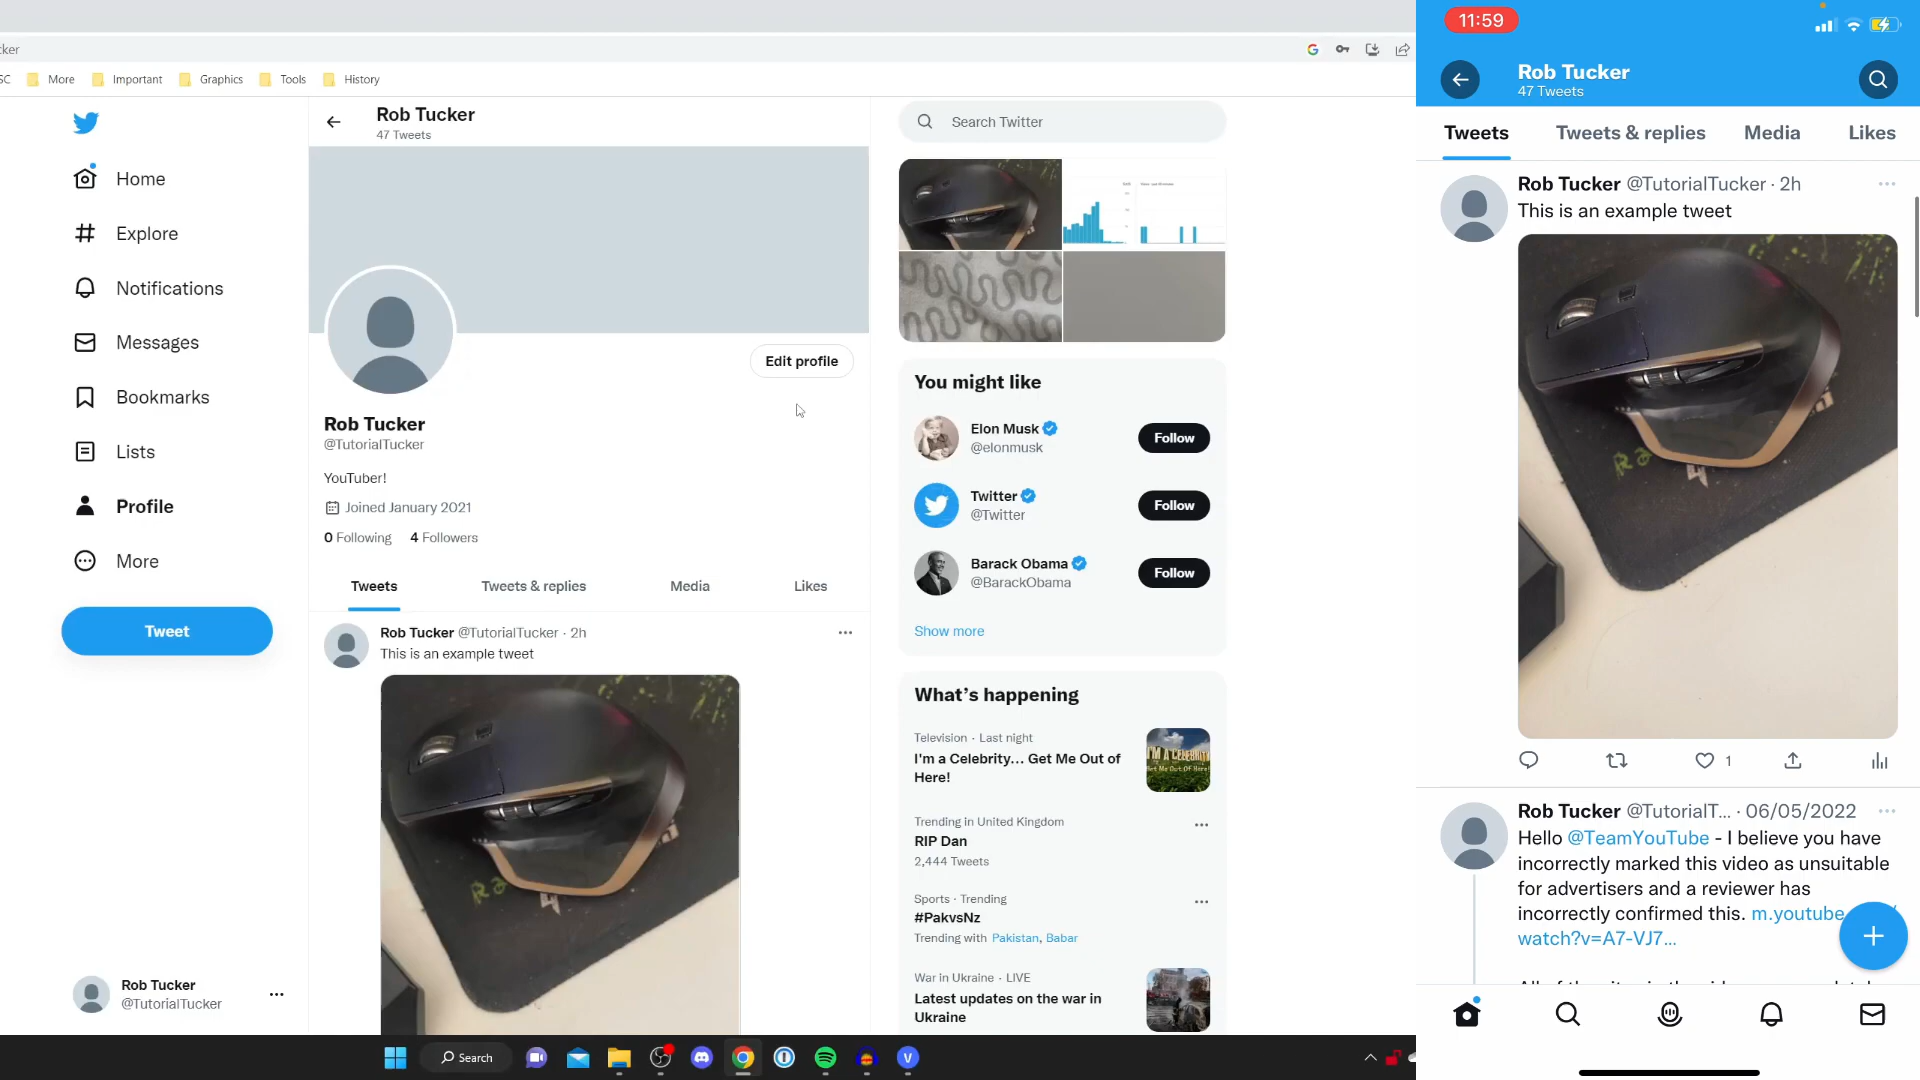 cker
SC
More
Important
Graphics
Tools
History
Home
Explore
Notifications
Messages
Bookmarks
Lists
Profile
More
Tweet
Rob Tucker
@TutorialTucker
Rob Tucker
47 Tweets
Edit profile
Rob Tucker
@TutorialTucker
YouTuber!
Joined January 2021
0 Following 4 Followers
Tweets Tweets & replies Media Likes
Rob Tucker @TutorialTucker · 2h
This is an example tweet
Search Twitter
You might like
Elon Musk
@elonmusk
Follow
Twitter
@Twitter
Follow
Barack Obama
@BarackObama
Follow
Show more
What's happening
Television · Last night
I'm a Celebrity... Get Me Out of
Here!
Trending in United Kingdom
RIP Dan
2,444 Tweets
Sports · Trending
#PakvsNz
Trending with Pakistan, Babar
War in Ukraine · LIVE
Latest updates on the war in
Ukraine
Search
11:59
Rob Tucker
47 Tweets
Tweets Tweets & replies Media Likes
Rob Tucker @TutorialTucker · 2h
This is an example tweet
1
Rob Tucker @TutorialT... · 06/05/2022
Hello @TeamYouTube - I believe you have
incorrectly marked this video as unsuitable
for advertisers and a reviewer has
incorrectly confirmed this. m.youtube
watch?v=A7-VJ7...